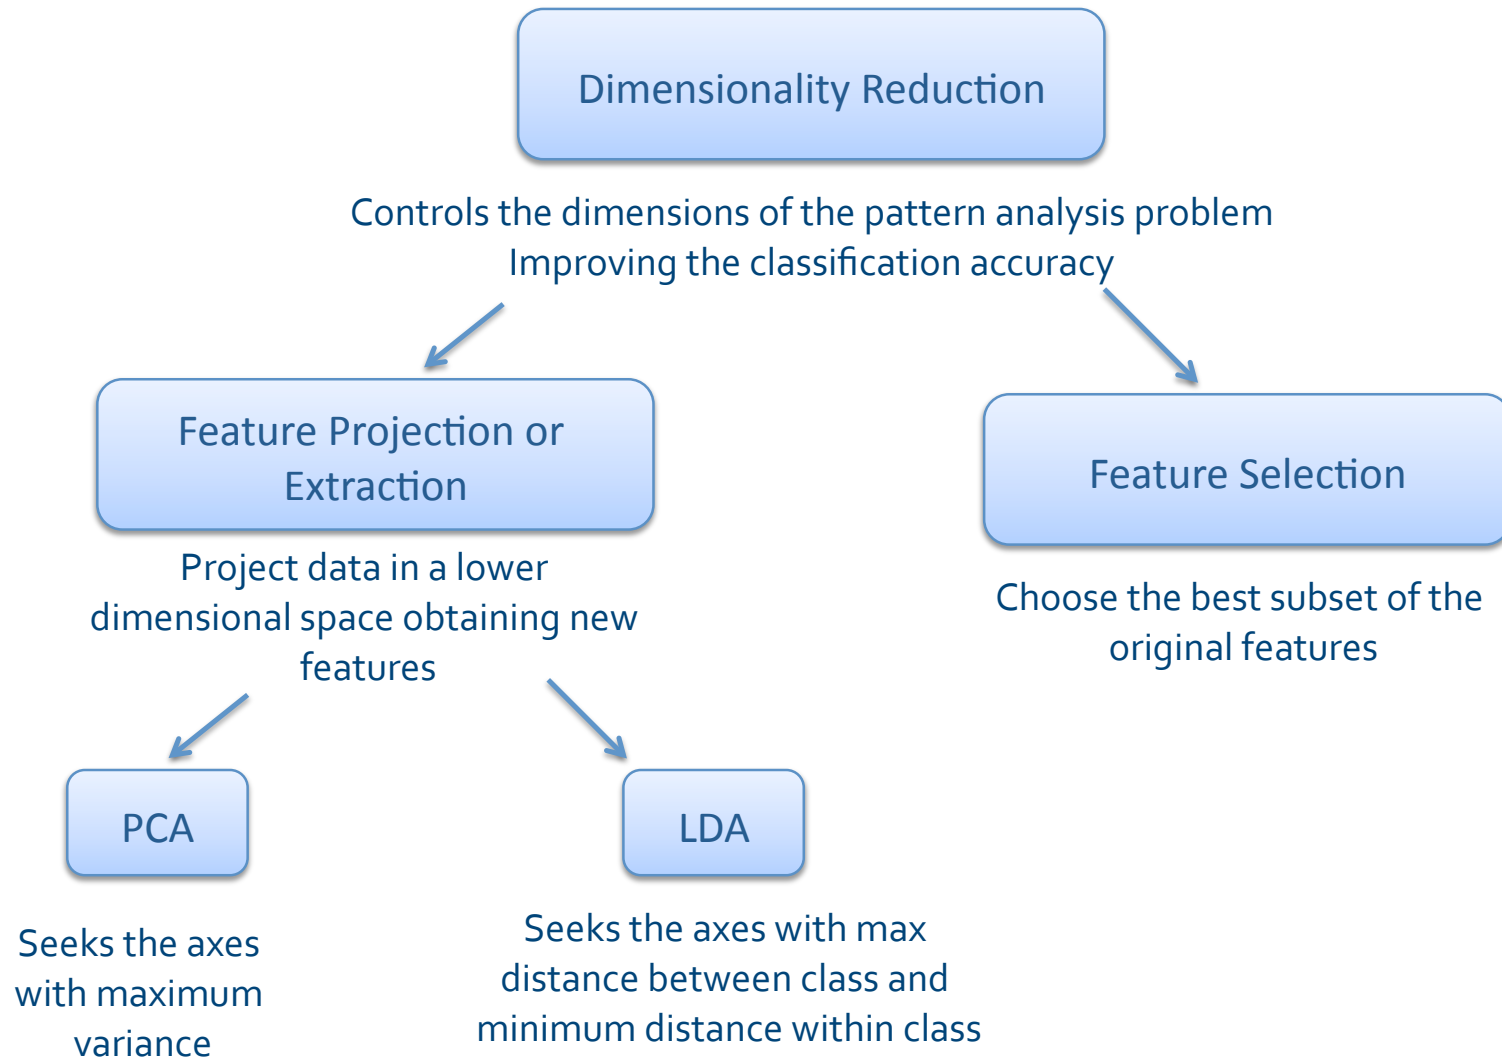 Dimensionality Reduction
Controls the dimensions of the pattern analysis problem
Improving the classification accuracy
Feature Projection or
Extraction
Project data in a lower
dimensional space obtaining new
features
Feature Selection
Choose the best subset of the
original features
PCA
Seeks the axes
with maximum
variance
LDA
Seeks the axes with max
distance between class and
minimum distance within class